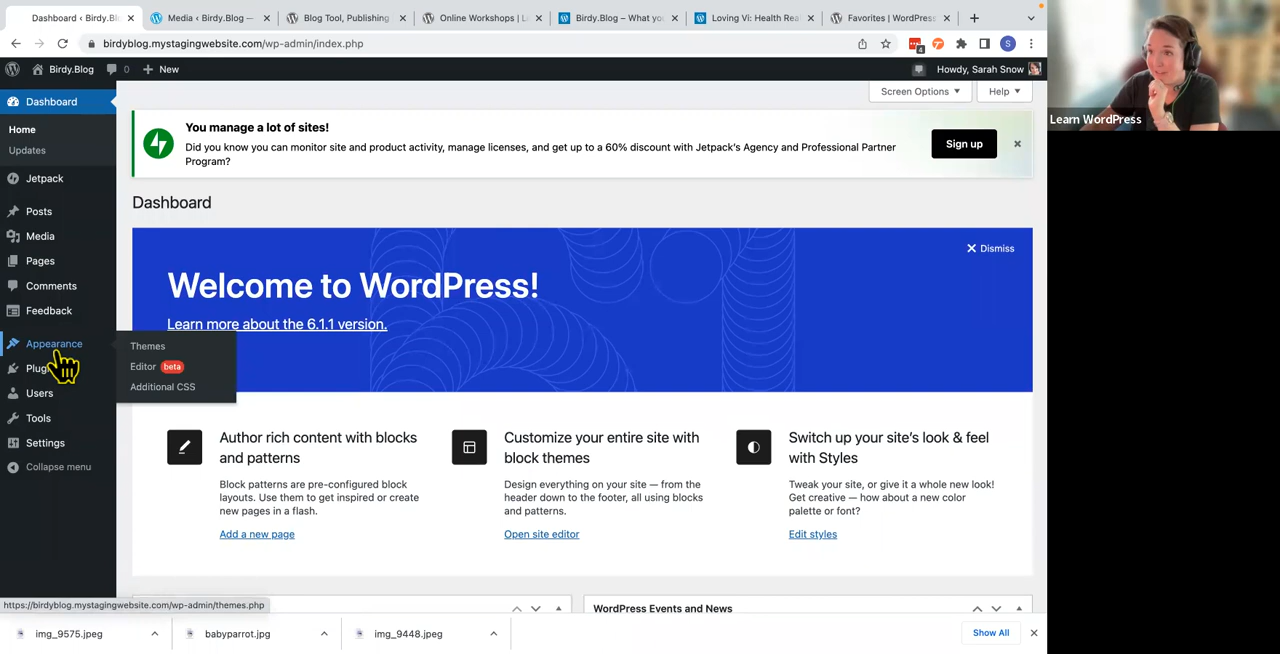 Dashboard ‹ Birdy.Bl
Media ‹ Birdy.Blog —
Blog Tool, Publishing
Online Workshops | L
Birdy.Blog – What yo
Loving Vi: Health Rea
Favorites | WordPress
birdyblog.mystagingwebsite.com/wp-admin/index.php
4
S
Birdy.Blog
0
New
Howdy, Sarah Snow
Dashboard
Home
Updates
Jetpack
Posts
Media
Pages
Comments
Feedback
Appearance
Plug
Users
Tools
Settings
Collapse menu
Themes
Editor beta
Additional CSS
Screen Options
Help
You manage a lot of sites!
Did you know you can monitor site and product activity, manage licenses, and get up to a 60% discount with Jetpack's Agency and Professional Partner
Program?
Sign up
Dashboard
Dismiss
Welcome to WordPress!
Learn more about the 6.1.1 version.
Author rich content with blocks
and patterns
Block patterns are pre-configured block
layouts. Use them to get inspired or create
new pages in a flash.
Add a new page
Customize your entire site with
block themes
Design everything on your site — from the
header down to the footer, all using blocks
and patterns.
Open site editor
Switch up your site's look & feel
with Styles
Tweak your site, or give it a whole new look!
Get creative — how about a new color
palette or font?
Edit styles
WordPress Events and News
https://birdyblog.mystagingwebsite.com/wp-admin/themes.php
img_9575.jpeg
babyparrot.jpg
img_9448.jpeg
Show All
Learn WordPress